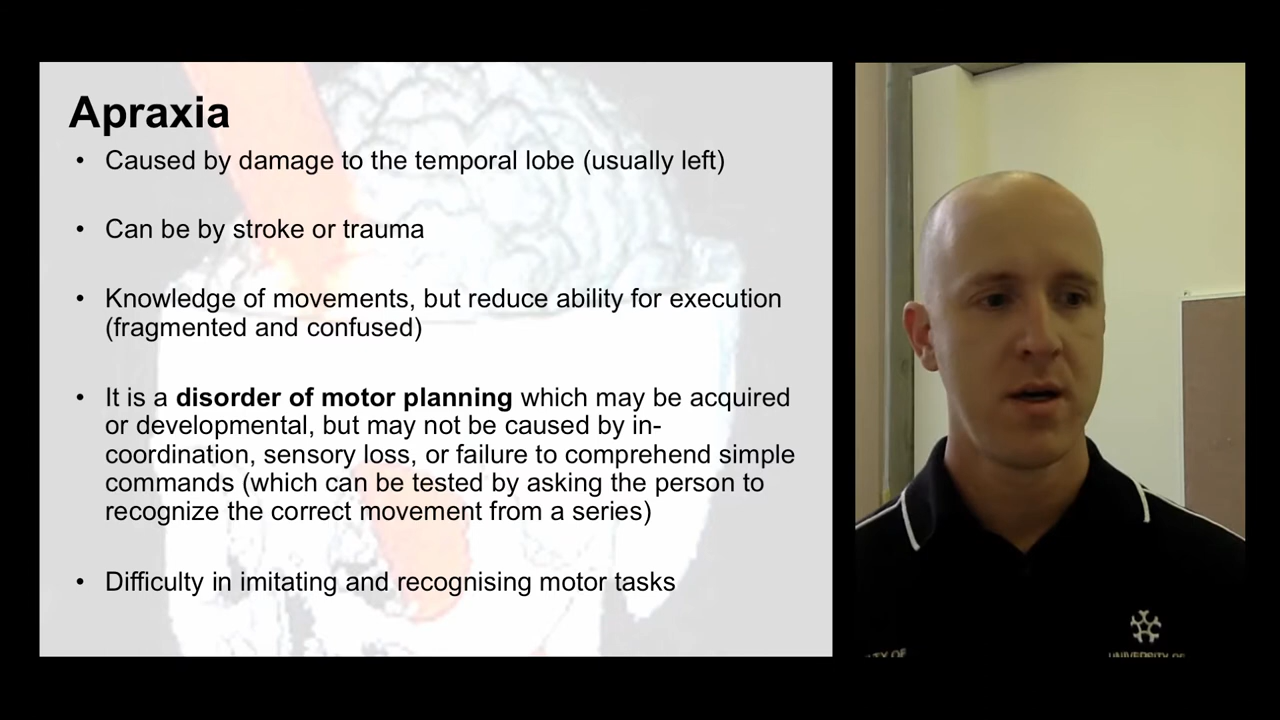 Apraxia
• Caused by damage to the temporal lobe (usually left)
• Can be by stroke or trauma
• Knowledge of movements, but reduce ability for execution
(fragmented and confused)
• It is a disorder of motor planning which may be acquired
or developmental, but may not be caused by in-
coordination, sensory loss, or failure to comprehend simple
commands (which can be tested by asking the person to
recognize the correct movement from a series)
• Difficulty in imitating and recognising motor tasks
UNIVERSITY OF